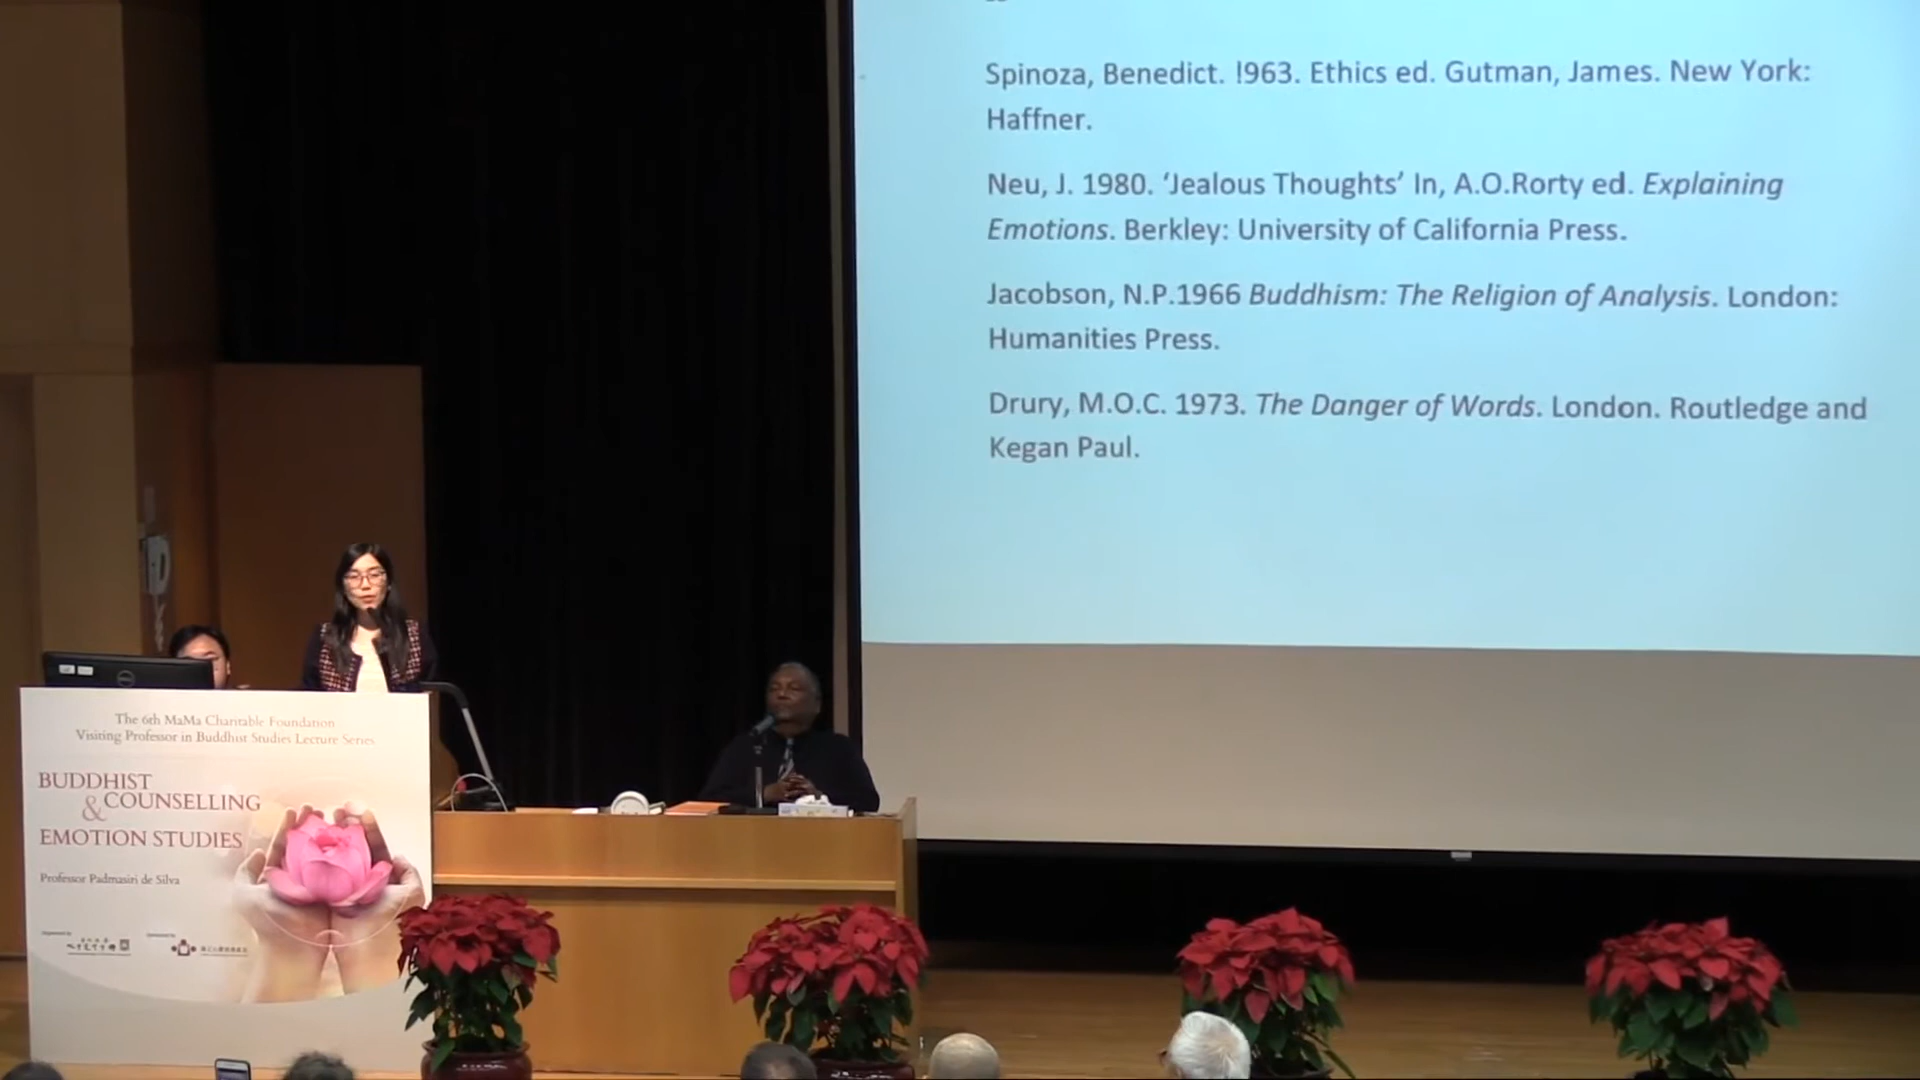 Spinoza, Benedict. !963. Ethics ed. Gutman, James. New York:
Haffner.
Neu, J. 1980. ‘Jealous Thoughts’ In, A.O.Rorty ed. Explaining
Emotions. Berkley: University of California Press.
Jacobson, N.P.1966 Buddhism: The Religion of Analysis. London:
Humanities Press.
Drury, M.O.C. 1973. The Danger of Words. London. Routledge and
Kegan Paul.
The 6th MaMa Charitable Foundation
Visiting Professor in Buddhist Studies Lecture Series
BUDDHIST
& COUNSELLING
EMOTION STUDIES
Professor Padmasiri de Silva